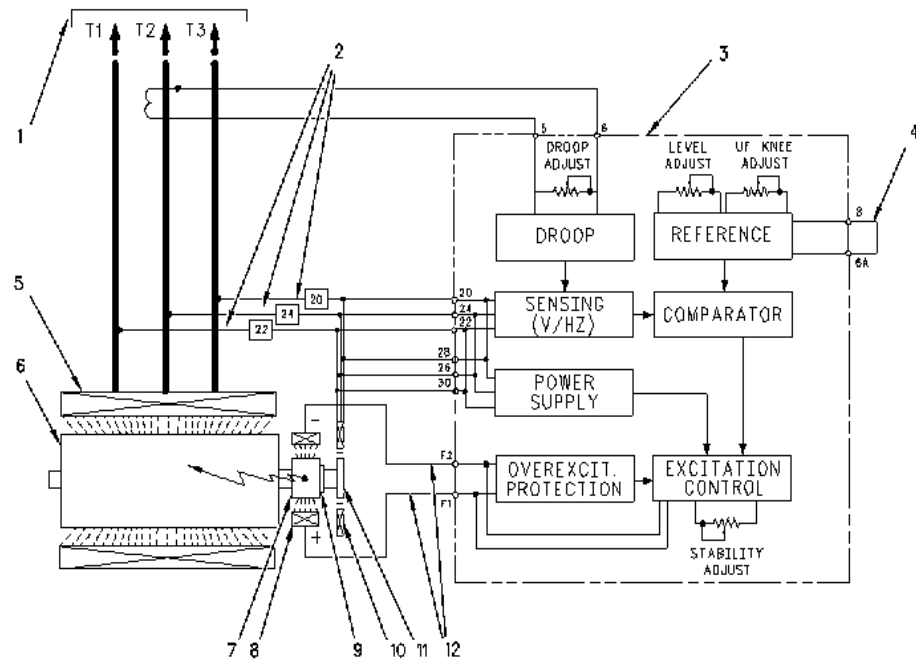 T1 T2 T3
2
3
1
4
5 6
DROOP
ADJUST
LEVEL
ADJUST
UF KNEE
ADJUST
8
6A
DROOP
REFERENCE
20
24
22
20
24
22
SENSING
(V/HZ)
COMPARATOR
28
26
30
5
6
POWER
SUPPLY
-
F2
OVEREXCIT.
PROTECTION
EXCITATION
CONTROL
F1
+
STABILITY
ADJUST
7 8 9 10 11 12